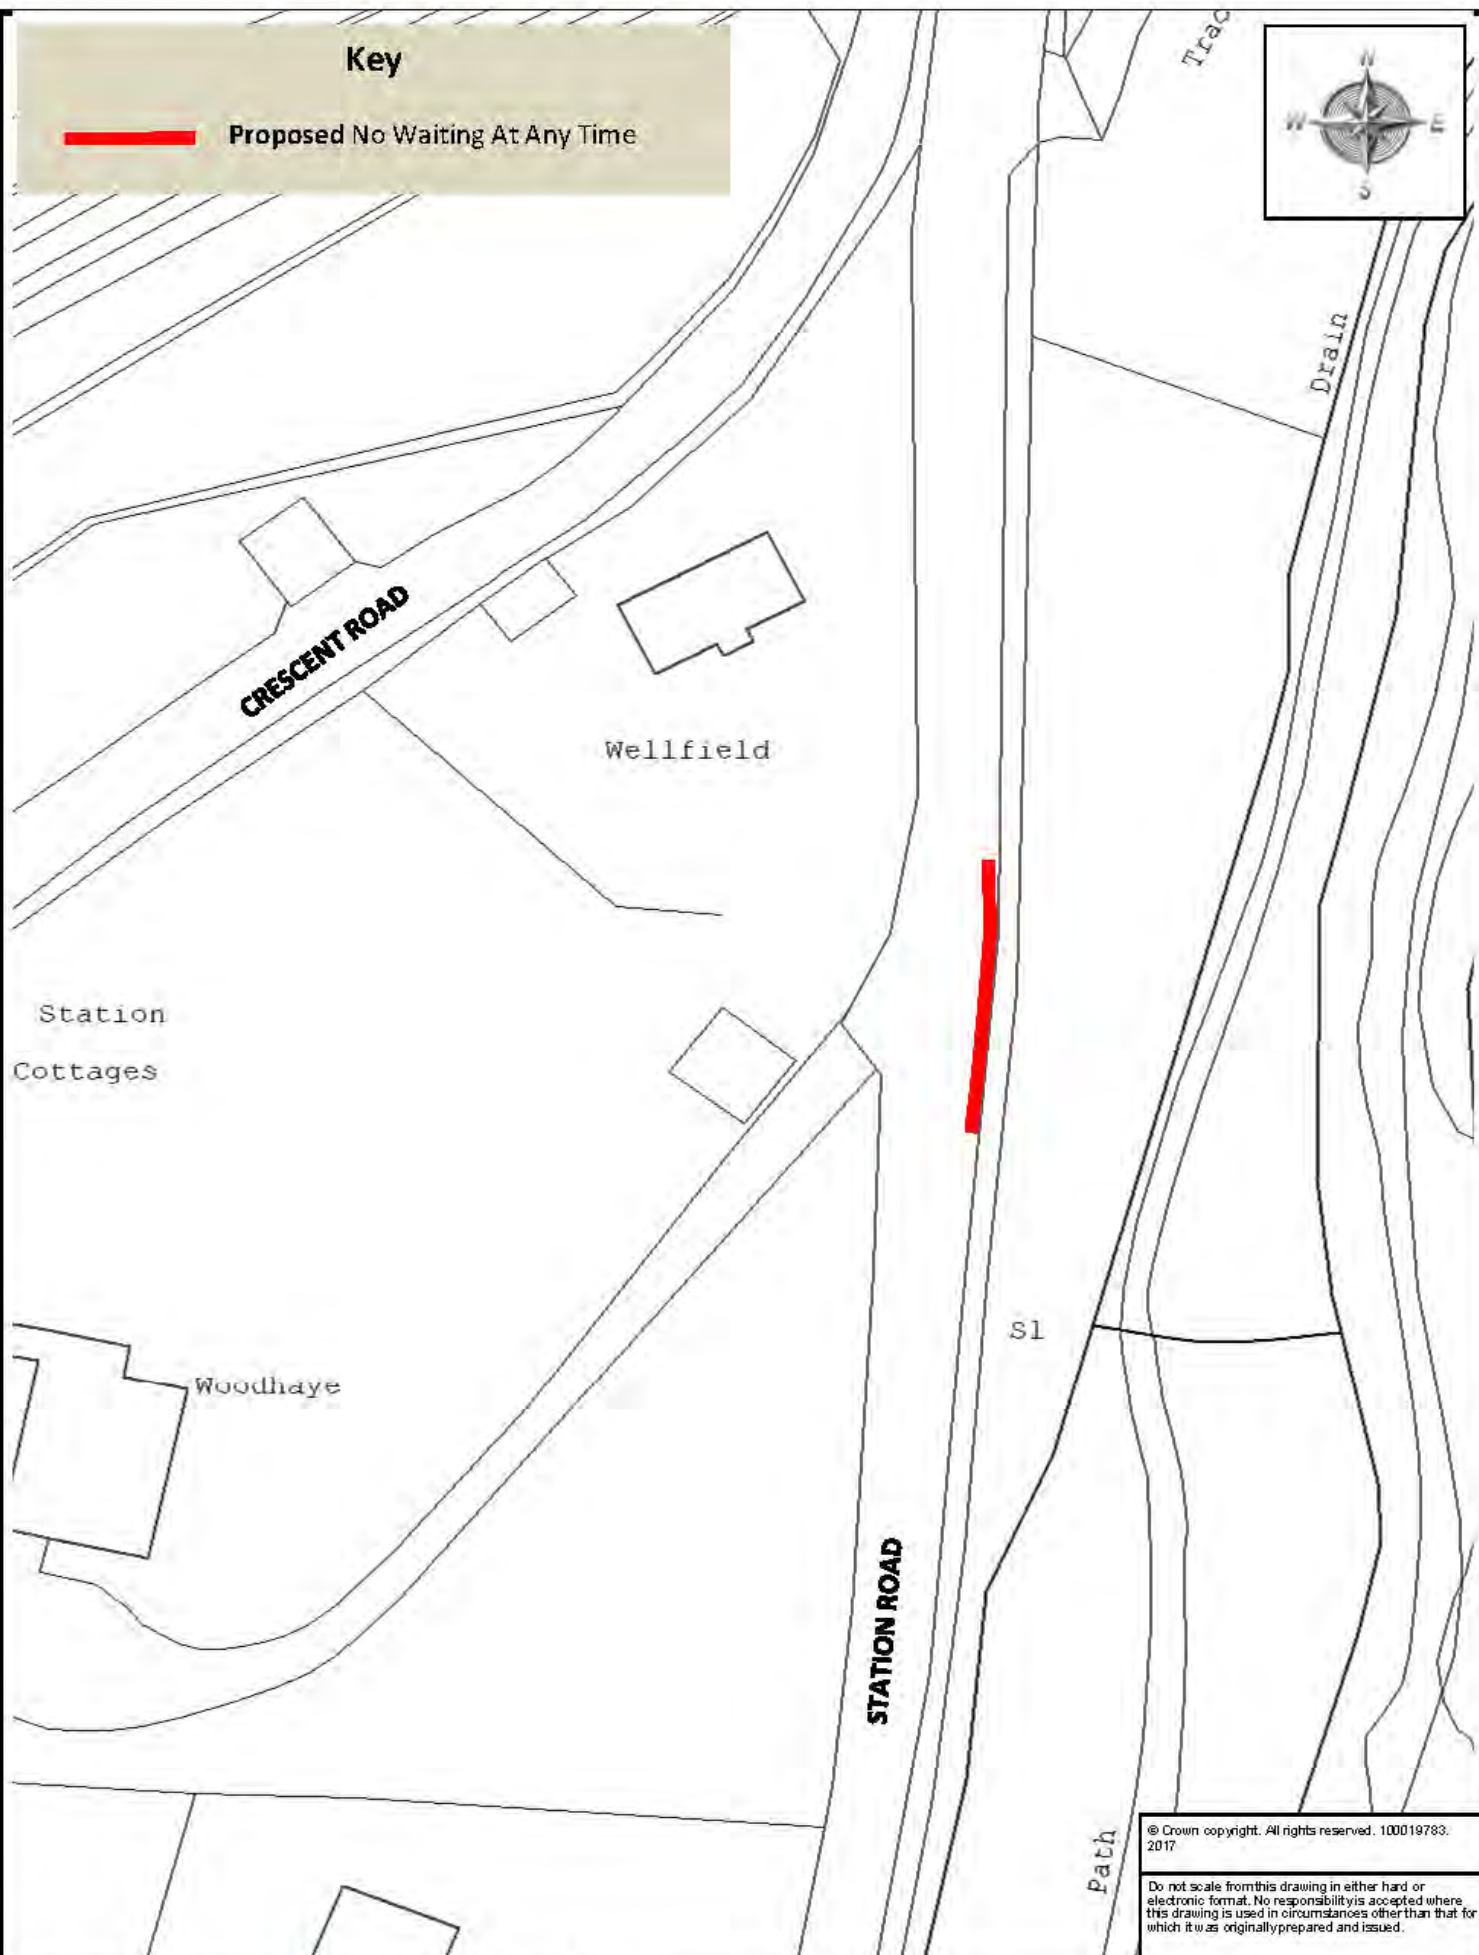 Key
Proposed No Waiting At Any Time
N
W E
S
Trac
Drain
CRESCENT ROAD
Wellfield
Station
Cottages
Sl
Woodhaye
STATION ROAD
Path
© Crown copyright. All rights reserved. 100019783.
2017
Do not scale from this drawing in either hard or
electronic format. No responsibility is accepted where
this drawing is used in circumstances other than that for
which it was originally prepared and issued.